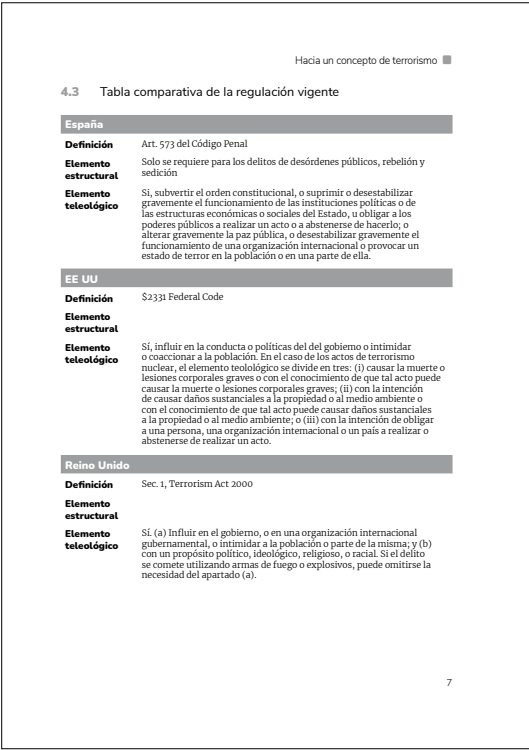 Hacia un concepto de terrorismo
4.3 Tabla comparativa de la regulación vigente
España
Definición Art. 573 del Código Penal
Elemento estructural Solo se requiere para los delitos de desórdenes públicos, rebelión y
sedición
Elemento teleológico Si, subvertir el orden constitucional, o suprimir o desestabilizar
gravemente el funcionamiento de las instituciones políticas o de
las estructuras económicas o sociales del Estado, u obligar a los
poderes públicos a realizar un acto o a abstenerse de hacerlo; o
alterar gravemente la paz pública, o desestabilizar gravemente el
funcionamiento de una organización internacional o provocar un
estado de terror en la población o en una parte de ella.
EE UU
Definición $2331 Federal Code
Elemento
estructural
Elemento teleológico Sí, influir en la conducta o políticas del del gobierno o intimidar
o coaccionar a la población. En el caso de los actos de terrorismo
nuclear, el elemento teolológico se divide en tres: (i) causar la muerte o
lesiones corporales graves o con el conocimiento de que tal acto puede
causar la muerte o lesiones corporales graves; (ii) con la intención
de causar daños sustanciales a la propiedad o al medio ambiente o
con el conocimiento de que tal acto puede causar daños sustanciales
a la propiedad o al medio ambiente; o (iii) con la intención de obligar
a una persona, una organización internacional o un país a realizar o
abstenerse de realizar un acto.
Reino Unido
Definición Sec. 1, Terrorism Act 2000
Elemento
estructural
Elemento teleológico Sí. (a) Influir en el gobierno, o en una organización internacional
gubernamental, o intimidar a la población o parte de la misma; y (b)
con un propósito político, ideológico, religioso, o racial. Si el delito
se comete utilizando armas de fuego o explosivos, puede omitirse la
necesidad del apartado (a).
7